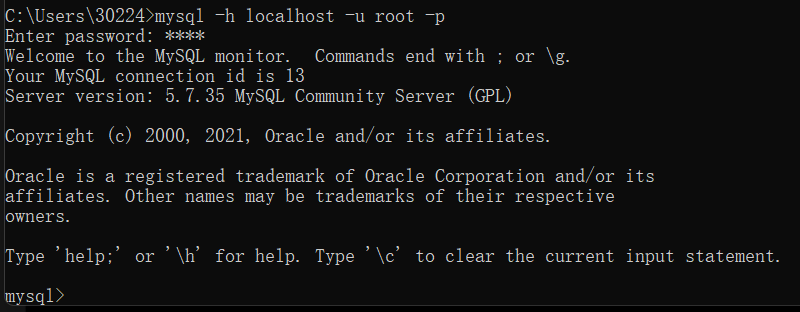 C:\Users\30224>mysql -h localhost -u root -p
Enter password: ****
Welcome to the MySQL monitor.  Commands end with ; or \g.
Your MySQL connection id is 13
Server version: 5.7.35 MySQL Community Server (GPL)
Copyright (c) 2000, 2021, Oracle and/or its affiliates.
Oracle is a registered trademark of Oracle Corporation and/or its
affiliates. Other names may be trademarks of their respective
owners.
Type 'help;' or '\h' for help. Type '\c' to clear the current input statement.
mysql>